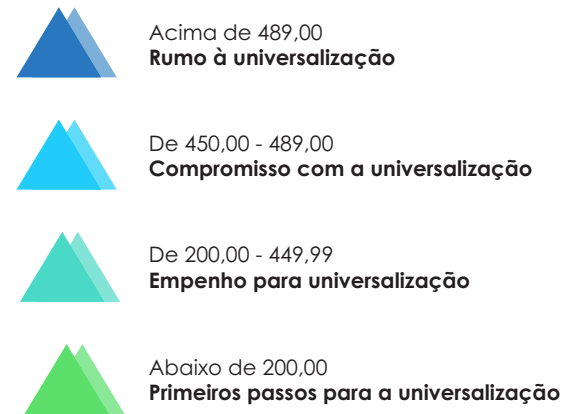 Acima de 489,00
Rumo à universalização
De 450,00 - 489,00
Compromisso com a universalização
De 200,00 - 449,99
Empenho para universalização
Abaixo de 200,00
Primeiros passos para a universalização